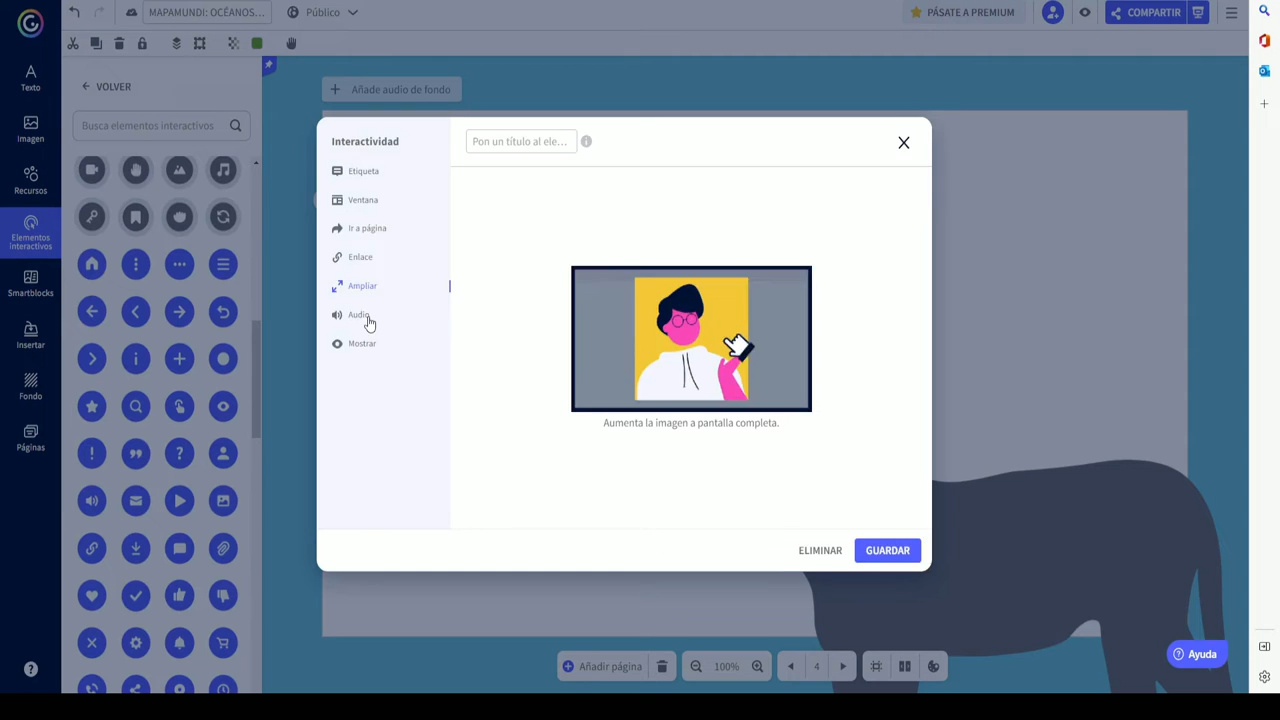 MAPAMUNDI: OCÉANOS...
Público
PÁSATE A PREMIUM
COMPARTIR
Texto
Imagen
Recursos
Elementos
Interactivos
Smartblocks
Insertar
Fondo
Páginas
VOLVER
Busca elementos interactivos
Añade audio de fondo
Interactividad
Etiqueta
Ventana
Ir a página
Enlace
Ampliar
Audio
Mostrar
Pon un título al ele...
Aumenta la imagen a pantalla completa.
ELIMINAR
GUARDAR
Añadir página
100%
4
Ayuda